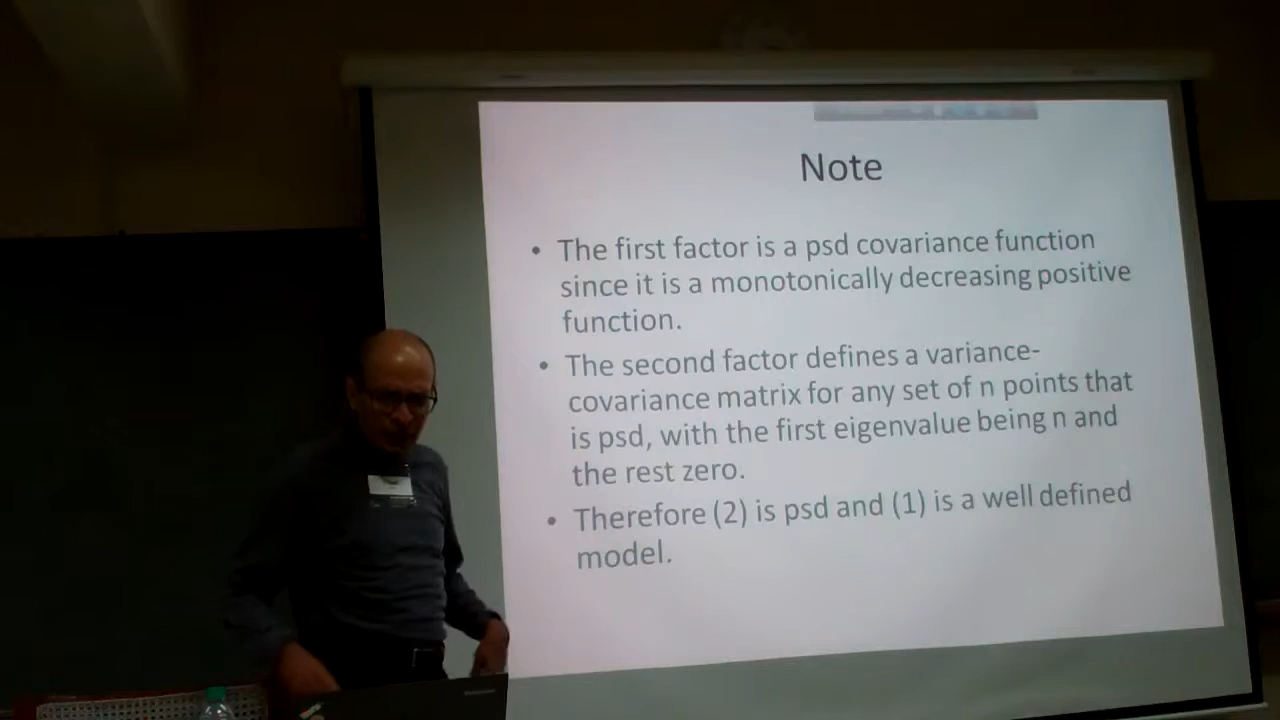 Note
• The first factor is a psd covariance function
since it is a monotonically decreasing positive
function.
• The second factor defines a variance-
covariance matrix for any set of n points that
is psd, with the first eigenvalue being n and
the rest zero.
• Therefore (2) is psd and (1) is a well defined
model.